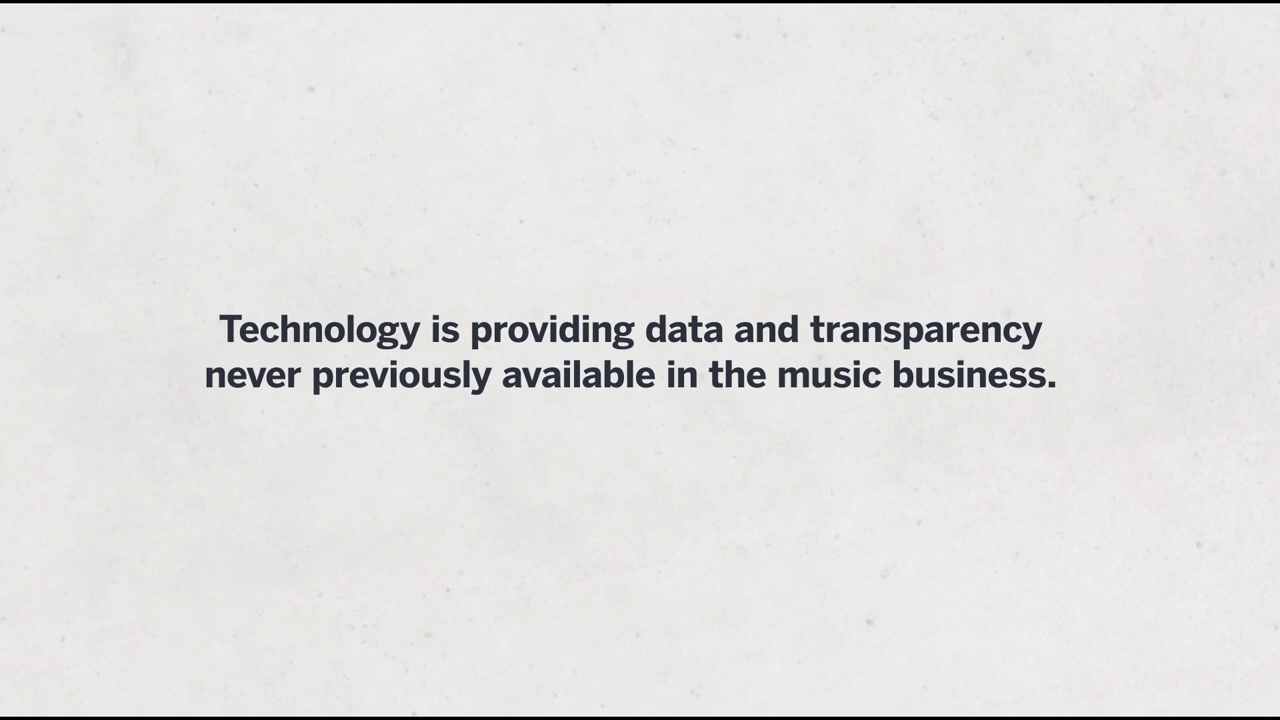 Technology is providing data and transparency
never previously available in the music business.